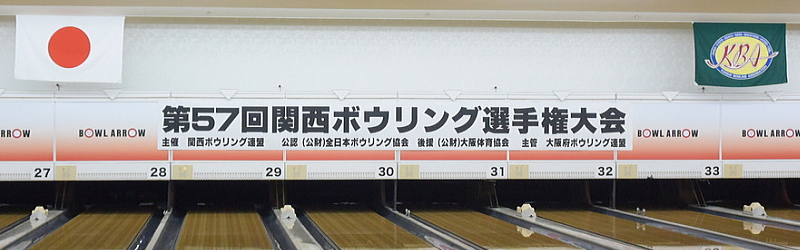 KBA
第57回関西ボウリング選手権大会
主催 関西ボウリング連盟 公認 (公財)全日本ボウリング協会 後援 (公財)大阪体育協会 主管 大阪府ボウリング連盟
BOWL ARROW
BOWL ARROW
BOWL ARROW
BOWL ARROW
27 28 29 30 31 32 33